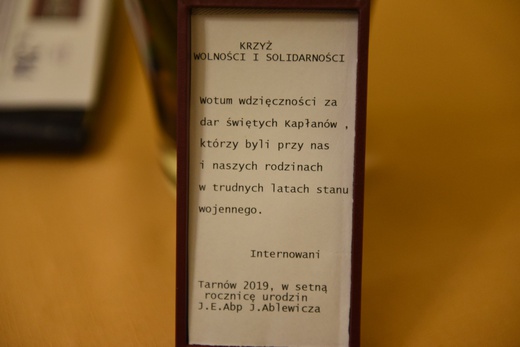 KRZYŻ
WOLNOŚCI I SOLIDARNOŚCI
Wotum wdzięczności za
dar świętych Kapłanów ,
którzy byli przy nas
i naszych rodzinach
w trudnych latach stanu
wojennego.
Internowani
Tarnów 2019, w setną
rocznicę urodzin
J.E.Abp J.Ablewicza